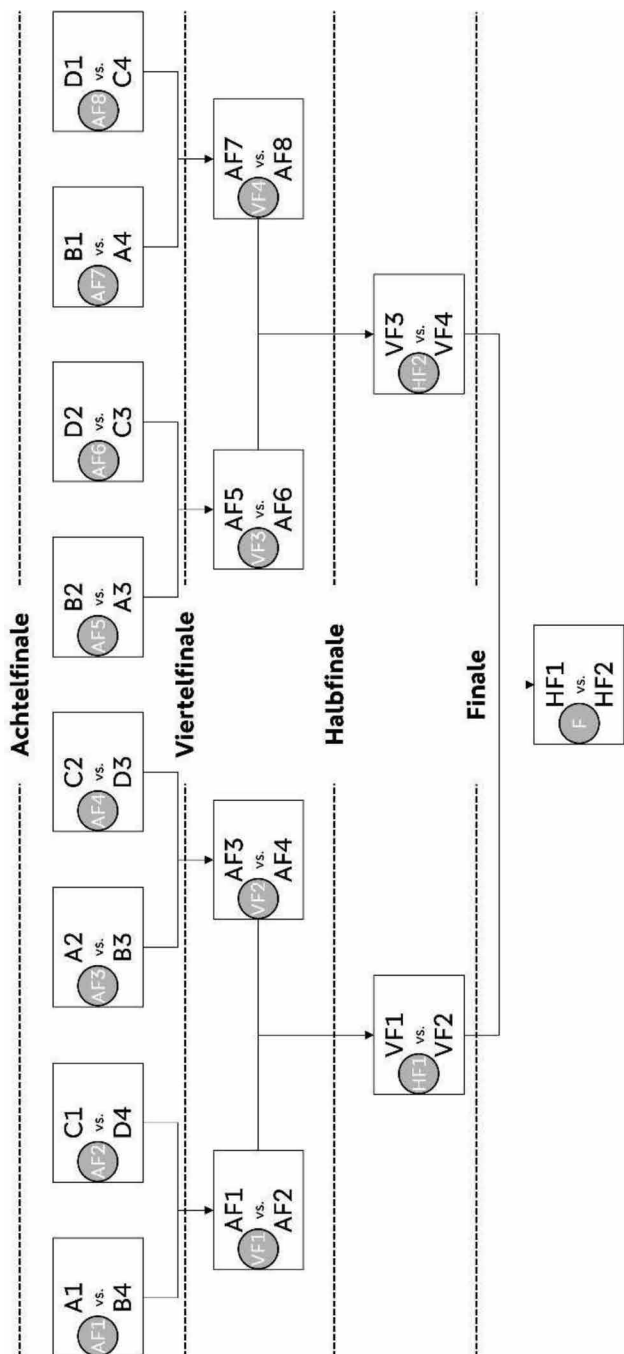 Achtelfinale
A1
AF1 vs.
B4
C1
AF2 vs.
D4
A2
AF3 vs.
B3
C2
AF4 vs.
D3
B2
AF5 vs.
A3
D2
AF6 vs.
C3
B1
AF7 vs.
A4
D1
AF8 vs.
C4
Viertelfinale
AF1
VF1 vs.
AF2
AF3
VF2 vs.
AF4
AF5
VF3 vs.
AF6
AF7
VF4 vs.
AF8
Halbfinale
VF1
HF1 vs.
VF2
VF3
HF2 vs.
VF4
Finale
HF1
F vs.
HF2